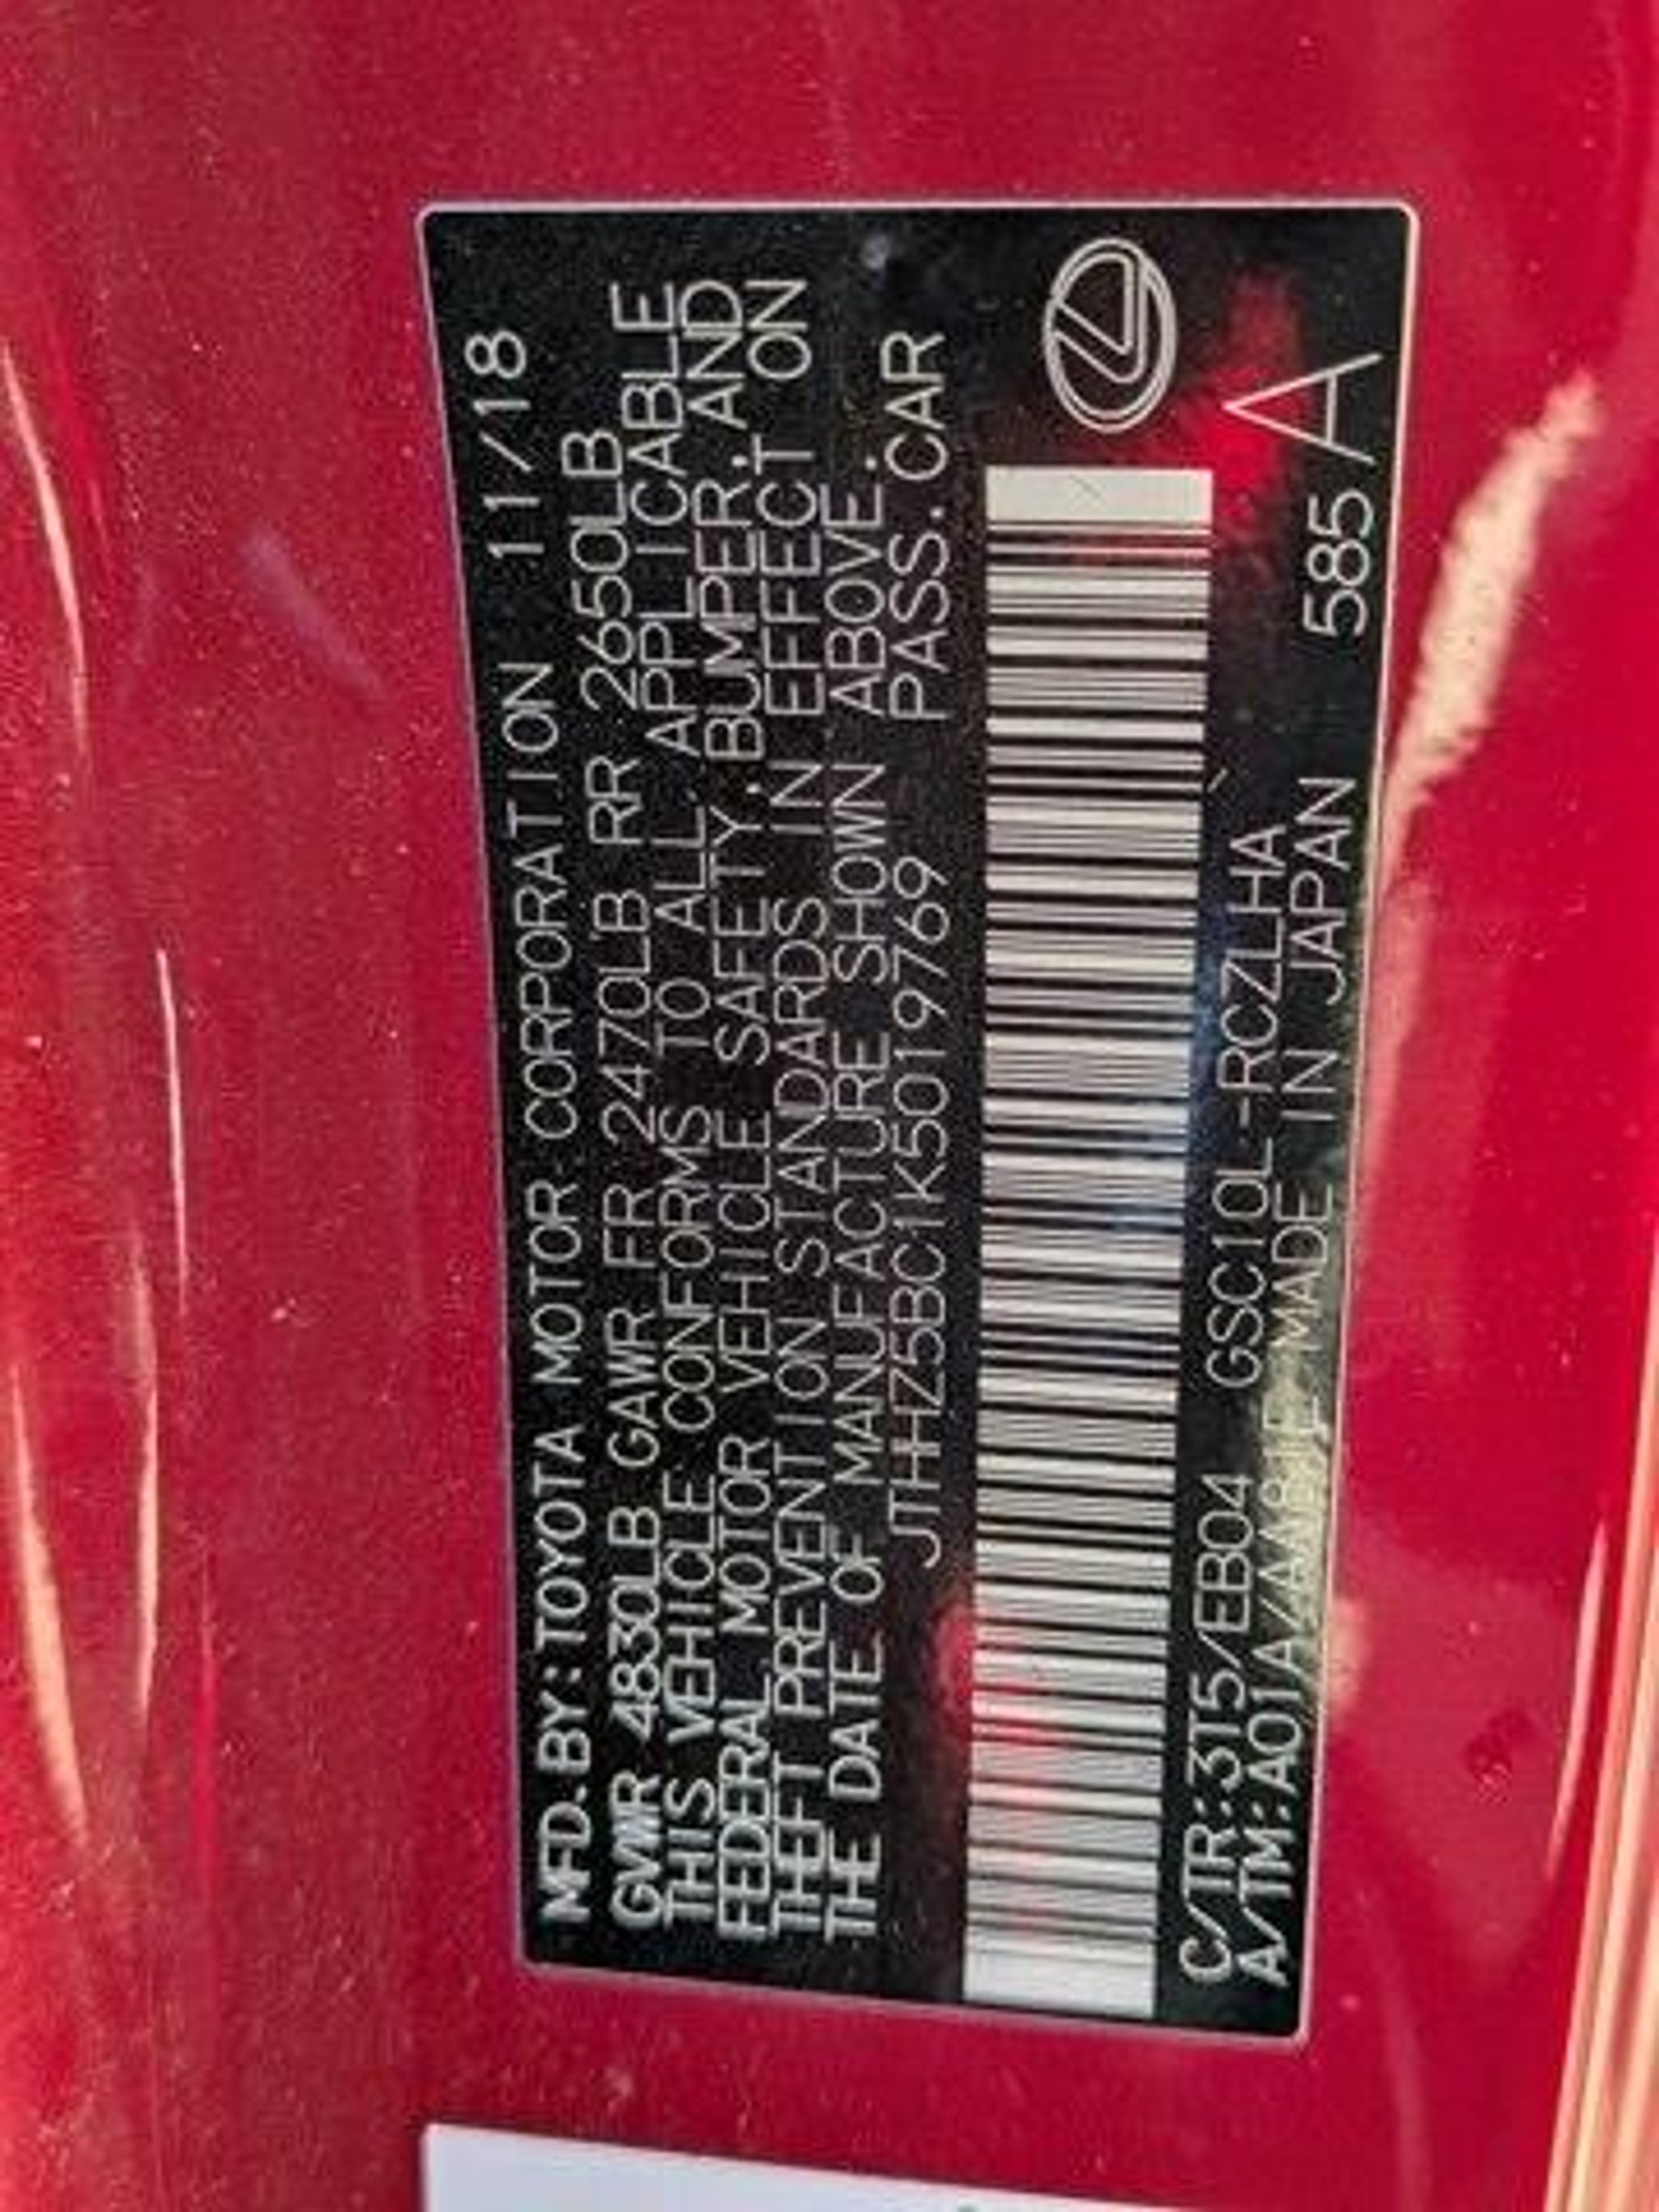 MFD.BY:TOYOTA MOTOR CORPORATION 11/18
GVWR 4830LB GAWR FR 2470LB RR 2650LB
THIS VEHICLE CONFORMS TO ALL APPLICABLE
FEDERAL MOTOR VEHICLE SAFETY,BUMPER,AND
THEFT PREVENTION STANDARDS IN EFFECT ON
THE DATE OF MANUFACTURE SHOWN ABOVE.
JTHHZ5BC1K5019769 PASS.CAR
C/TR:3T5/EB04 GSC10L-RCZLHA
A/TM:A01A/AA81F MADE IN JAPAN 585 A